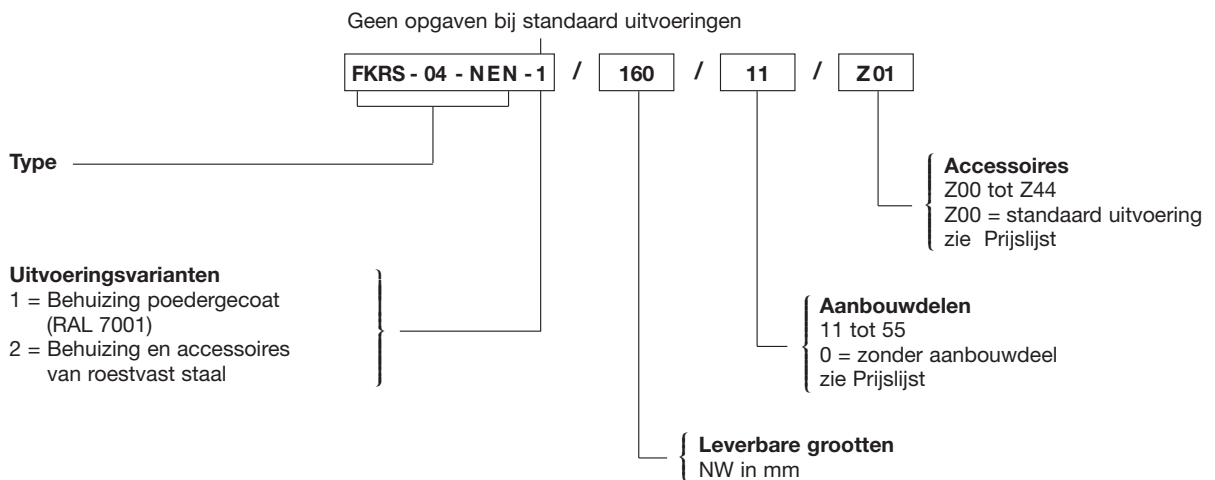 Geen opgaven bij standaard uitvoeringen
FKRS - 04 - NEN - 1 / 160 / 11 / Z01
Type
Accessoires
Z00 tot Z44
Z00 = standaard uitvoering
zie Prijslijst
Uitvoeringsvarianten
1 = Behuizing poedergecoat
(RAL 7001)
2 = Behuizing en accessoires
van roestvast staal
Aanbouwdelen
11 tot 55
0 = zonder aanbouwdeel
zie Prijslijst
Leverbare grootten
NW in mm